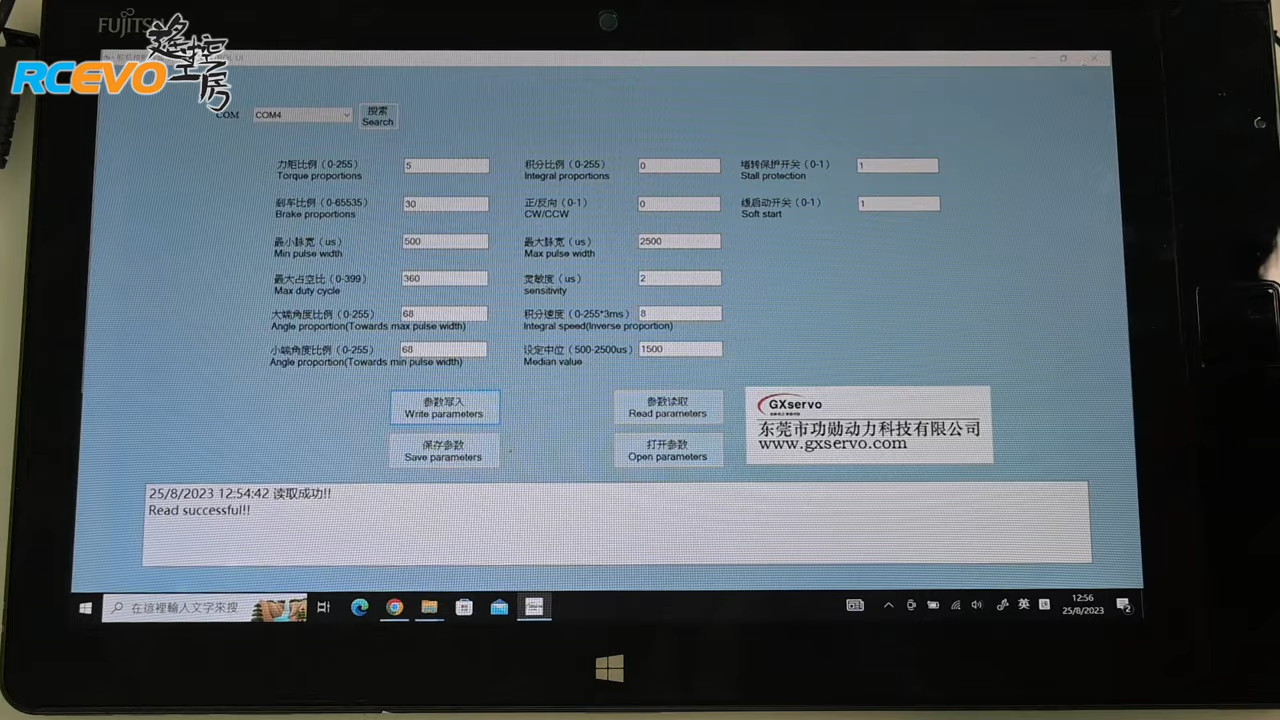 FUJITSU
遙控工房
RCEVO
COM
COM4
搜索
Search
力矩比例（0-255）
Torque proportions
5
积分比例（0-255）
Integral proportions
0
堵转保护开关（0-1）
Stall protection
1
刹车比例（0-65535）
Brake proportions
30
正/反向（0-1）
CW/CCW
0
缓启动开关（0-1）
Soft start
1
最小脉宽（us）
Min pulse width
500
最大脉宽（us）
Max pulse width
2500
最大占空比（0-399）
Max duty cycle
360
灵敏度（us）
sensitivity
2
大端角度比例（0-255）
Angle proportion(Towards max pulse width)
68
积分速度（0-255*3ms）
Integral speed(Inverse proportion)
8
小端角度比例（0-255）
Angle proportion(Towards min pulse width)
68
设定中位（500-2500us）
Median value
1500
参数写入
Write parameters
参数读取
Read parameters
保存参数
Save parameters
打开参数
Open parameters
GXservo
东莞市功勋动力科技有限公司
www.gxservo.com
25/8/2023 12:54:42 读取成功!!
Read successful!!
在這裡輸入文字來搜
英
12:56
25/8/2023
2